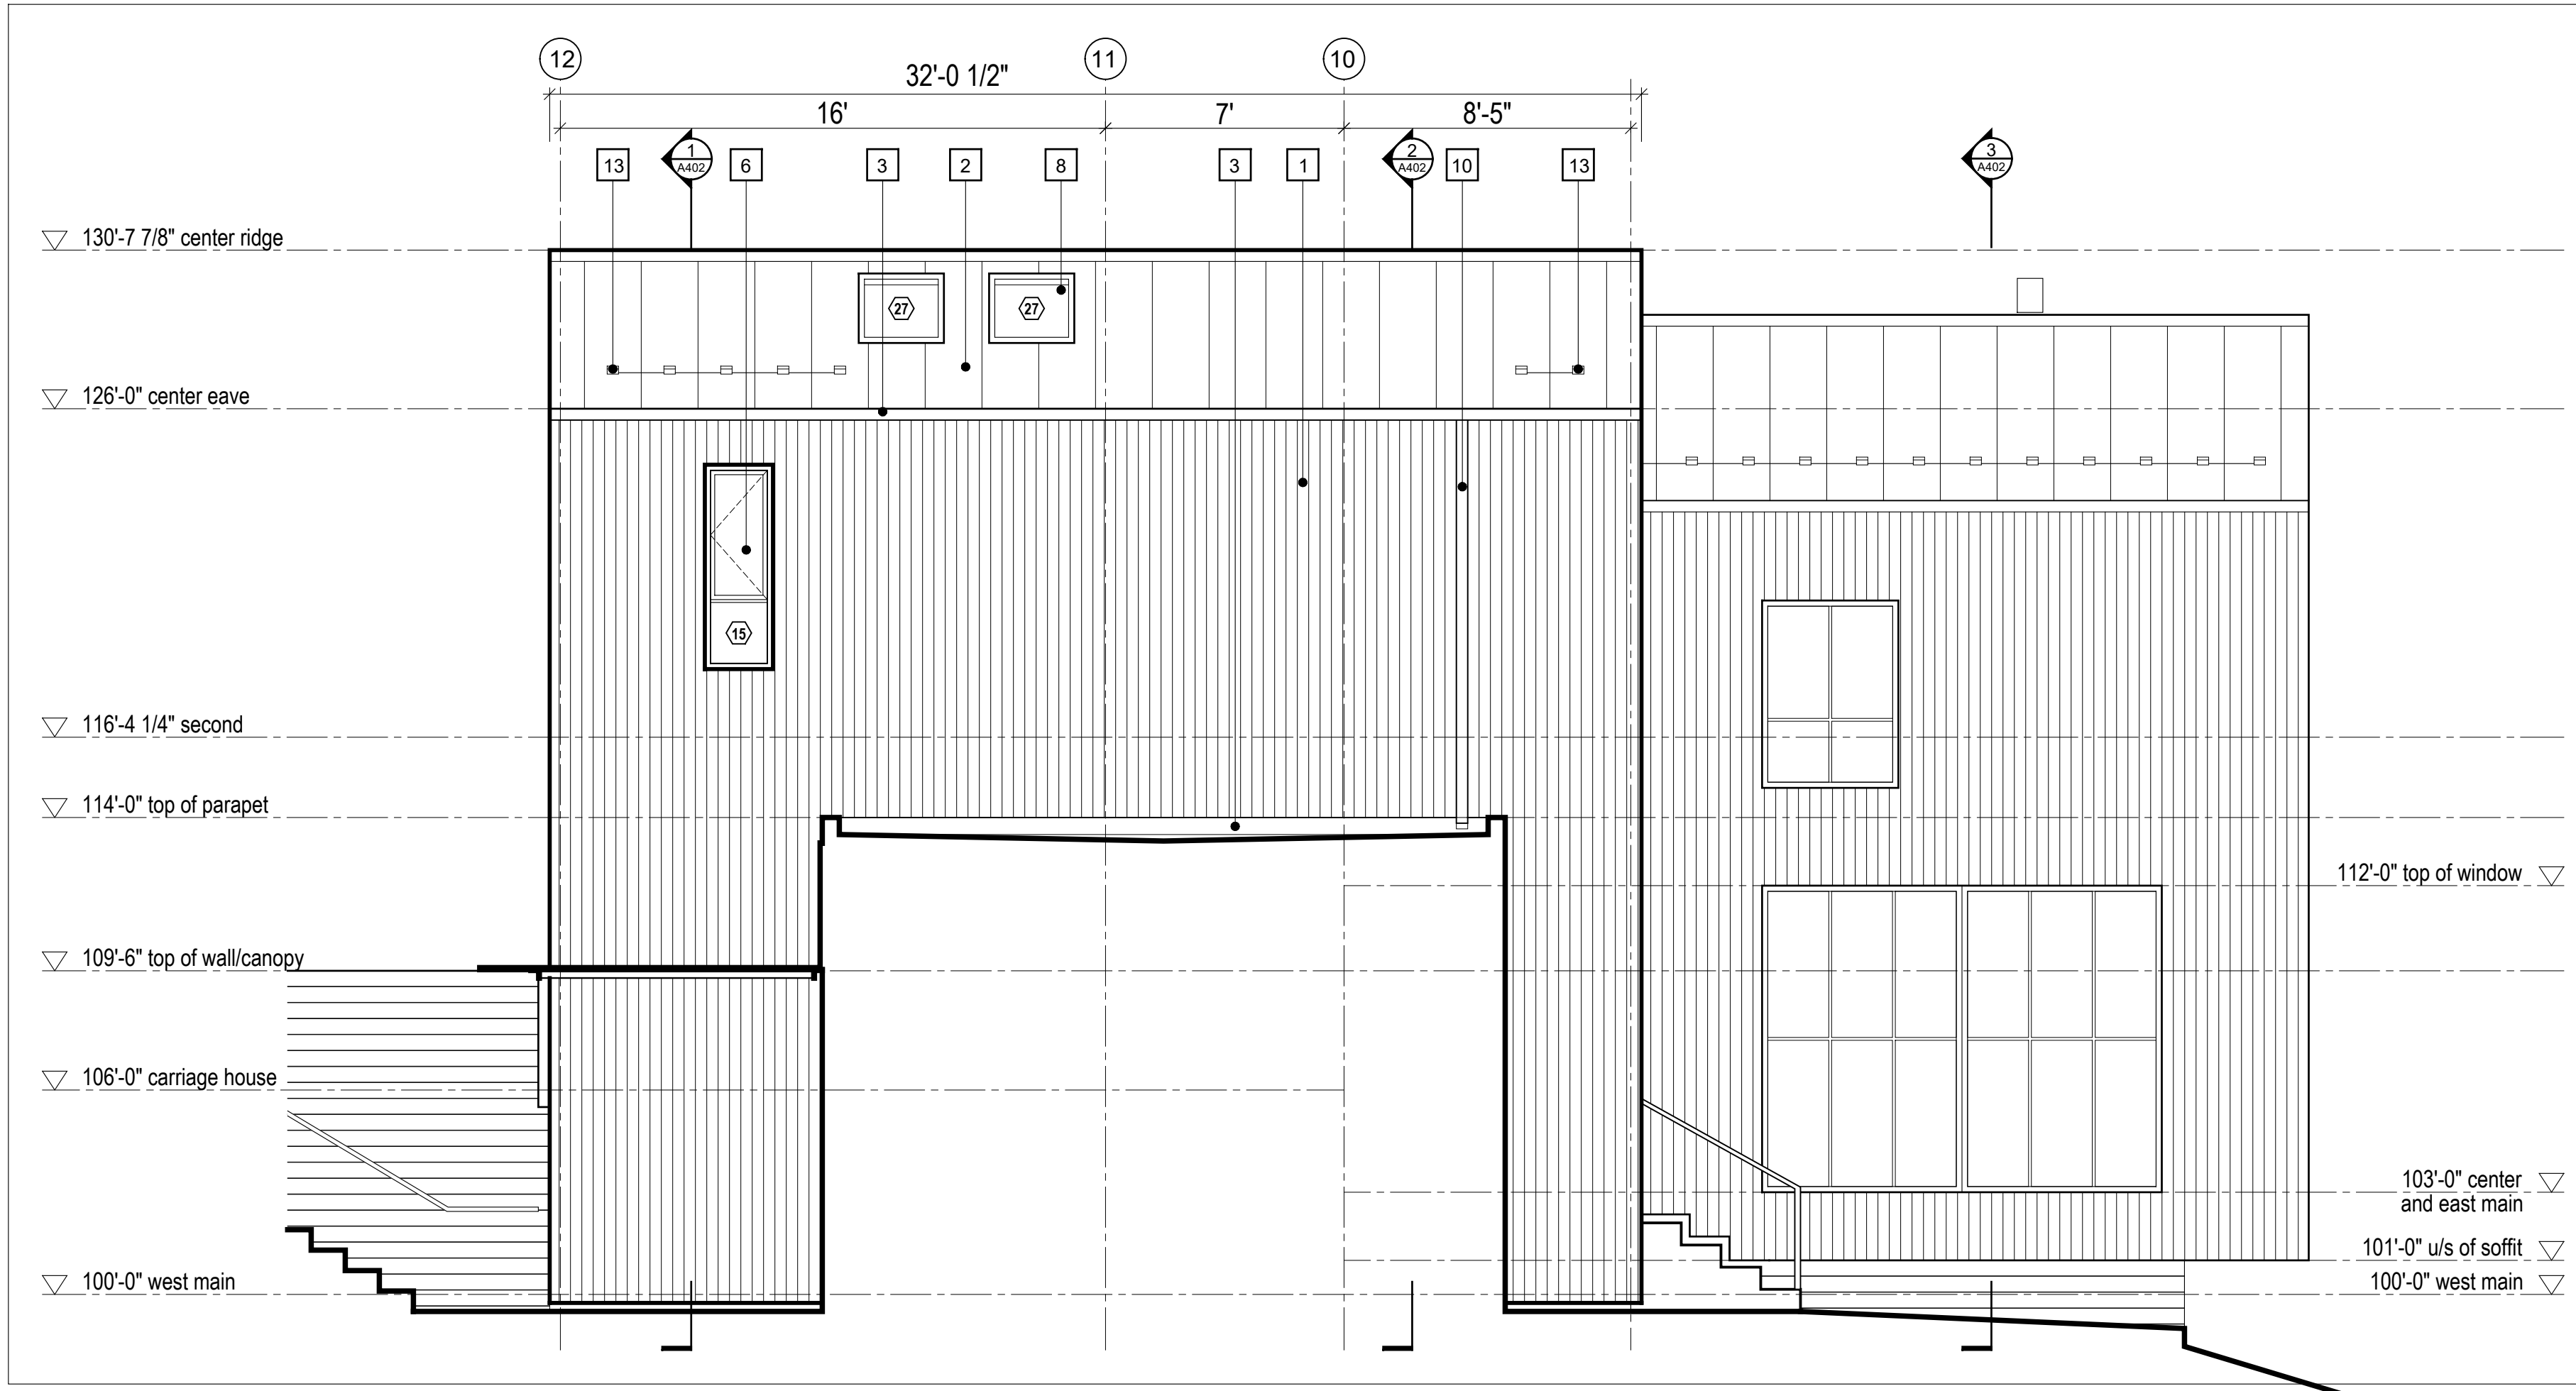 12
11
10
32'-0 1/2"
16'
7'
8'-5"
13
1
A402
6
3
2
8
3
1
2
A402
10
13
3
A402
130'-7 7/8" center ridge
27
27
126'-0" center eave
15
116'-4 1/4" second
114'-0" top of parapet
112'-0" top of window
109'-6" top of wall/canopy
106'-0" carriage house
103'-0" center
and east main
101'-0" u/s of soffit
100'-0" west main
100'-0" west main